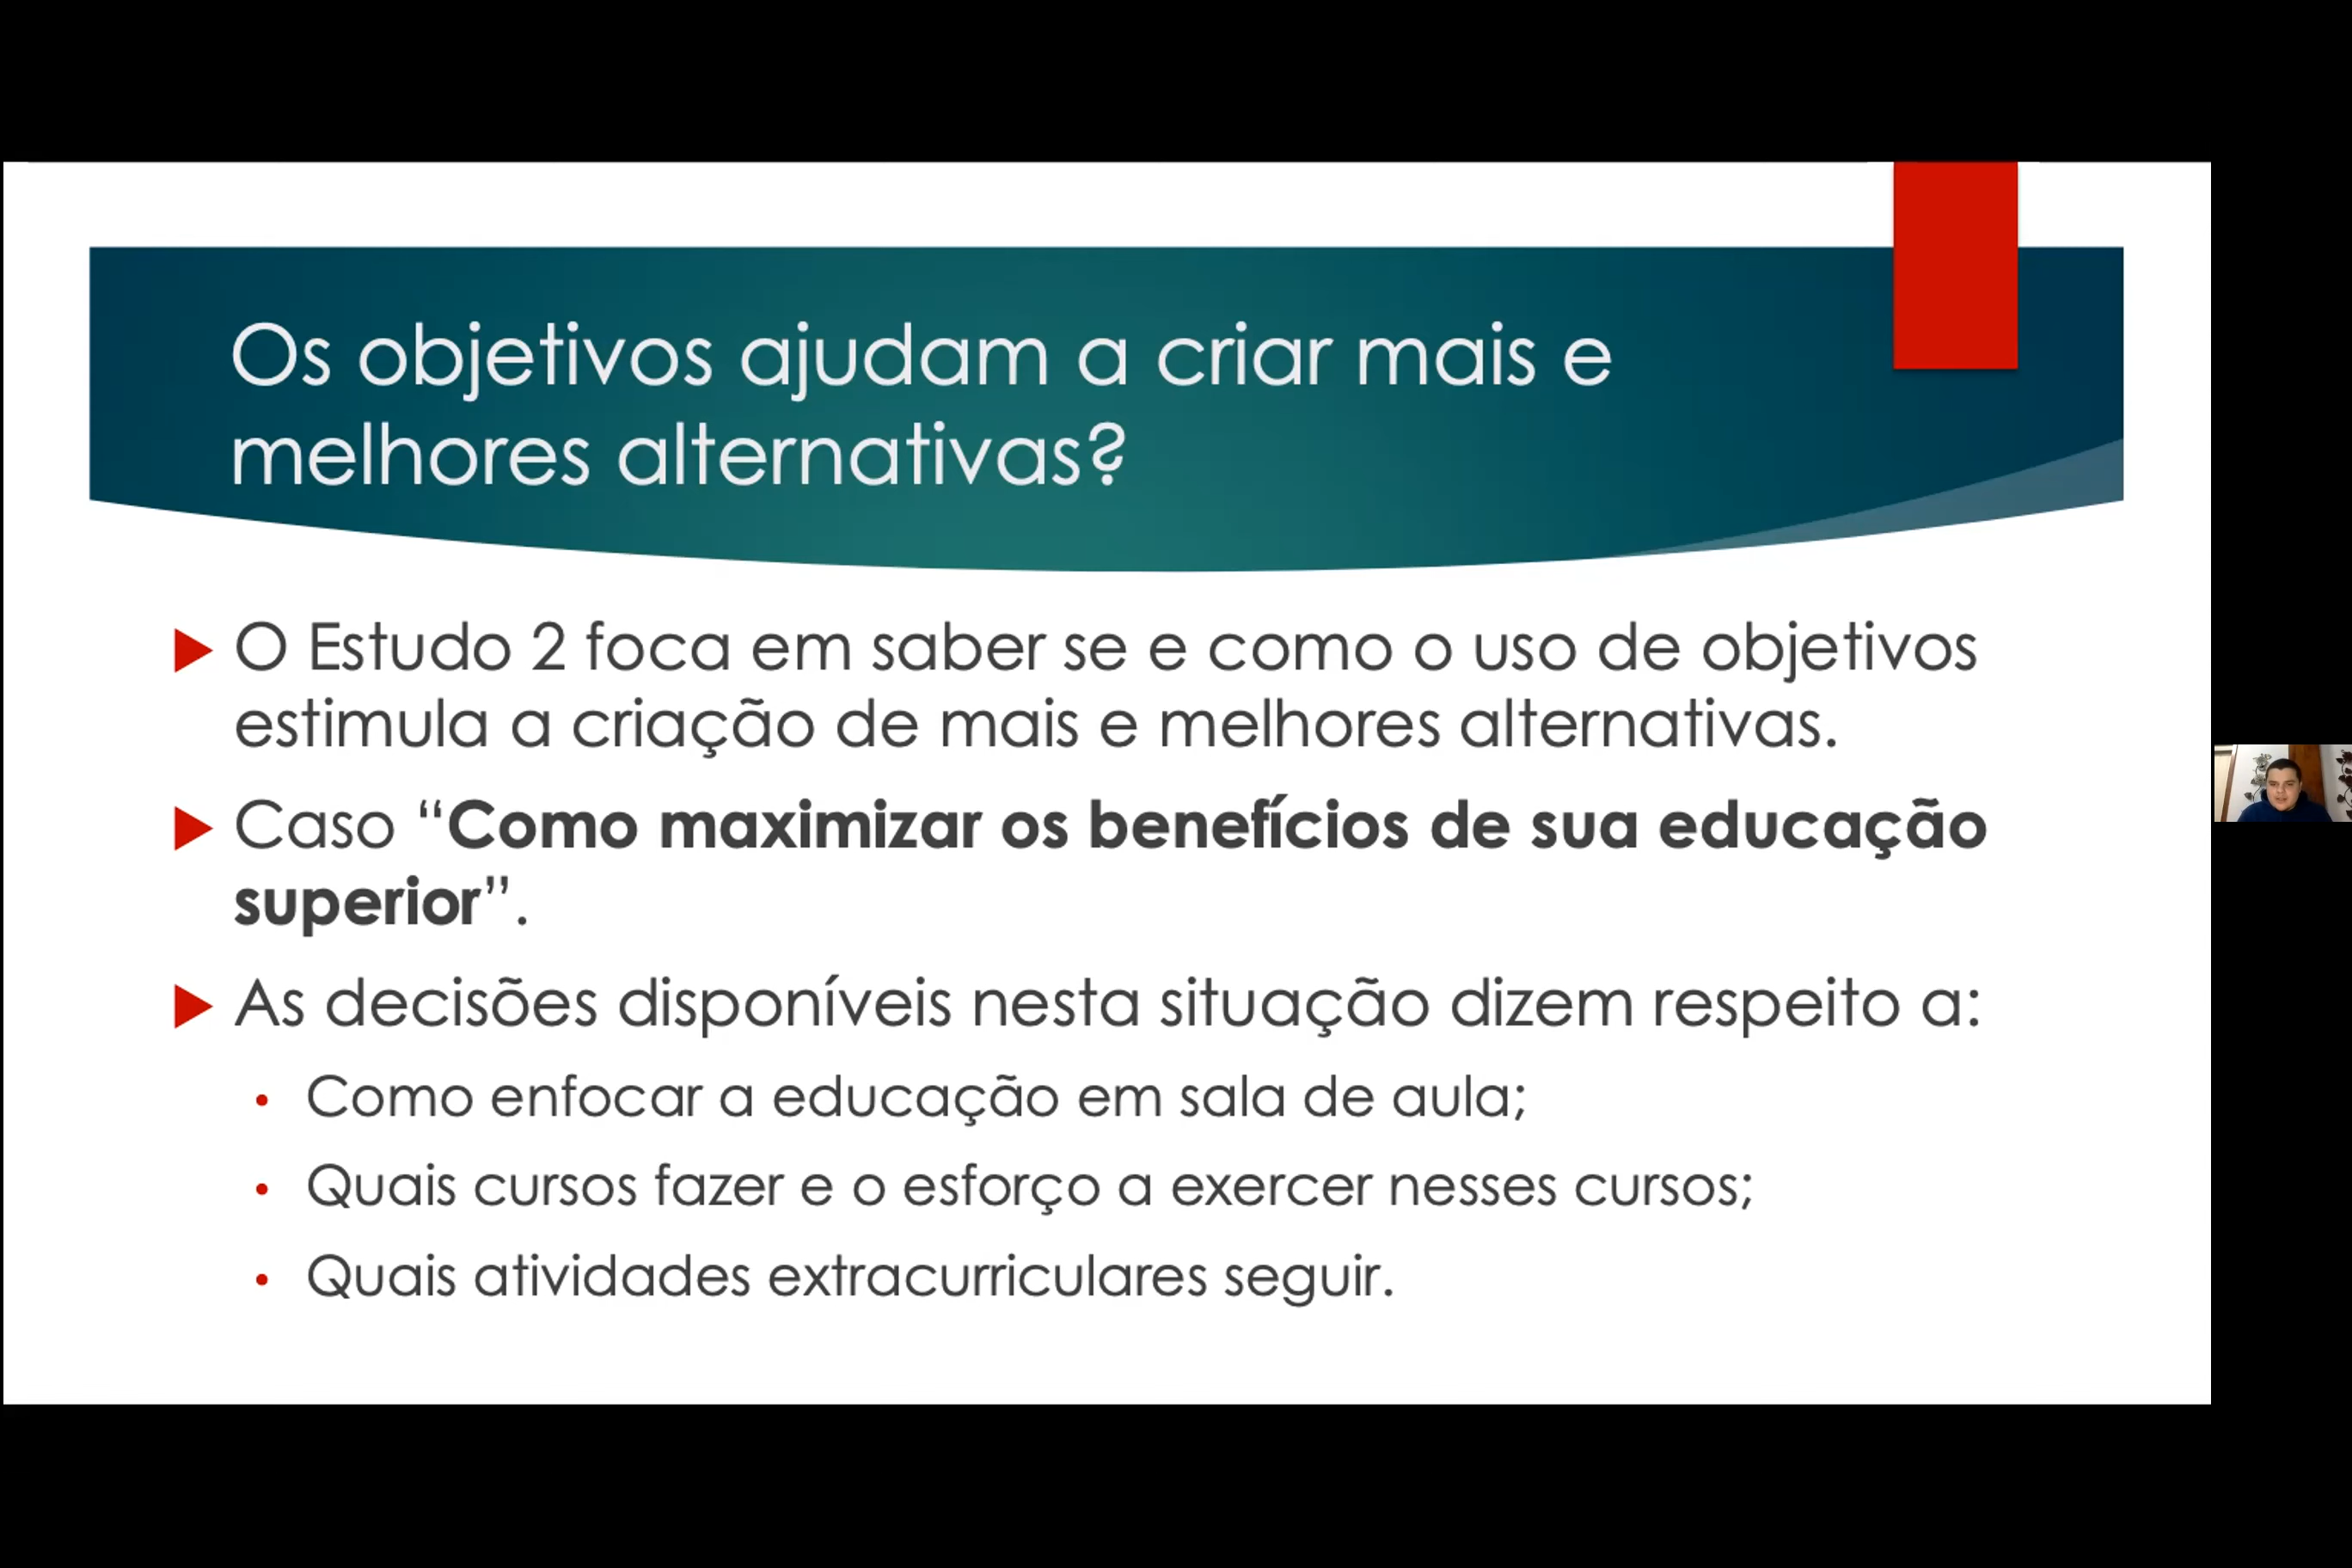 Os objetivos ajudam a criar mais e
melhores alternativas?
O Estudo 2 foca em saber se e como o uso de objetivos
estimula a criação de mais e melhores alternativas.
Caso “Como maximizar os benefícios de sua educação
superior”.
As decisões disponíveis nesta situação dizem respeito a:
Como enfocar a educação em sala de aula;
Quais cursos fazer e o esforço a exercer nesses cursos;
Quais atividades extracurriculares seguir.